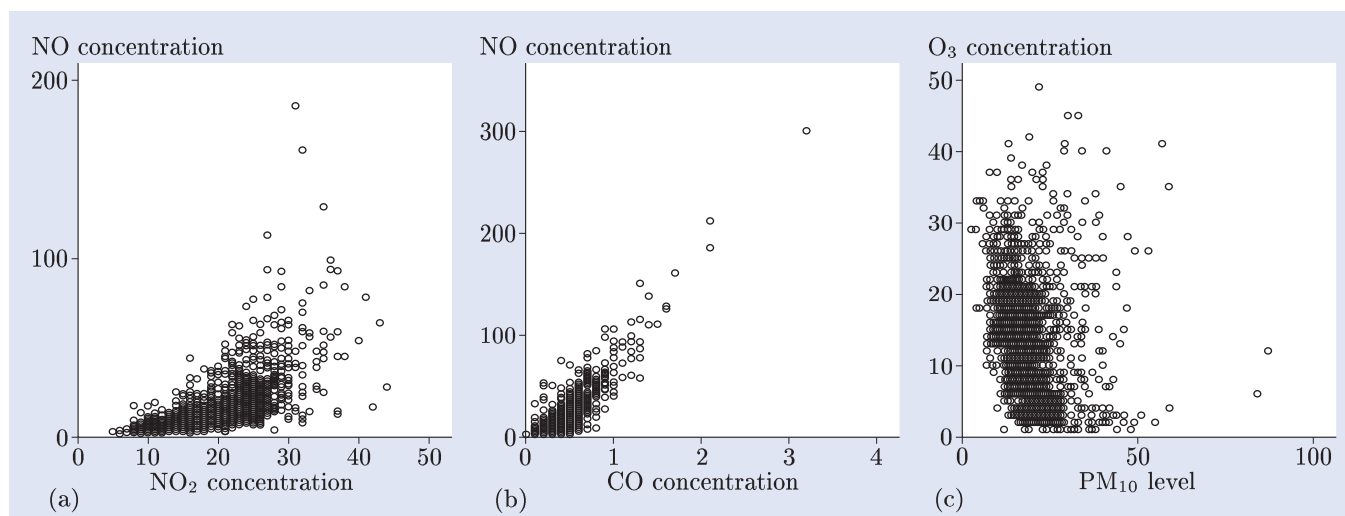 NO concentration
200
100
0
0 10 20 30 40 50
NO₂ concentration
(a)
NO concentration
300
200
100
0
0 1 2 3 4
CO concentration
(b)
O₃ concentration
50
40
30
20
10
0
0 50 100
PM₁₀ level
(c)